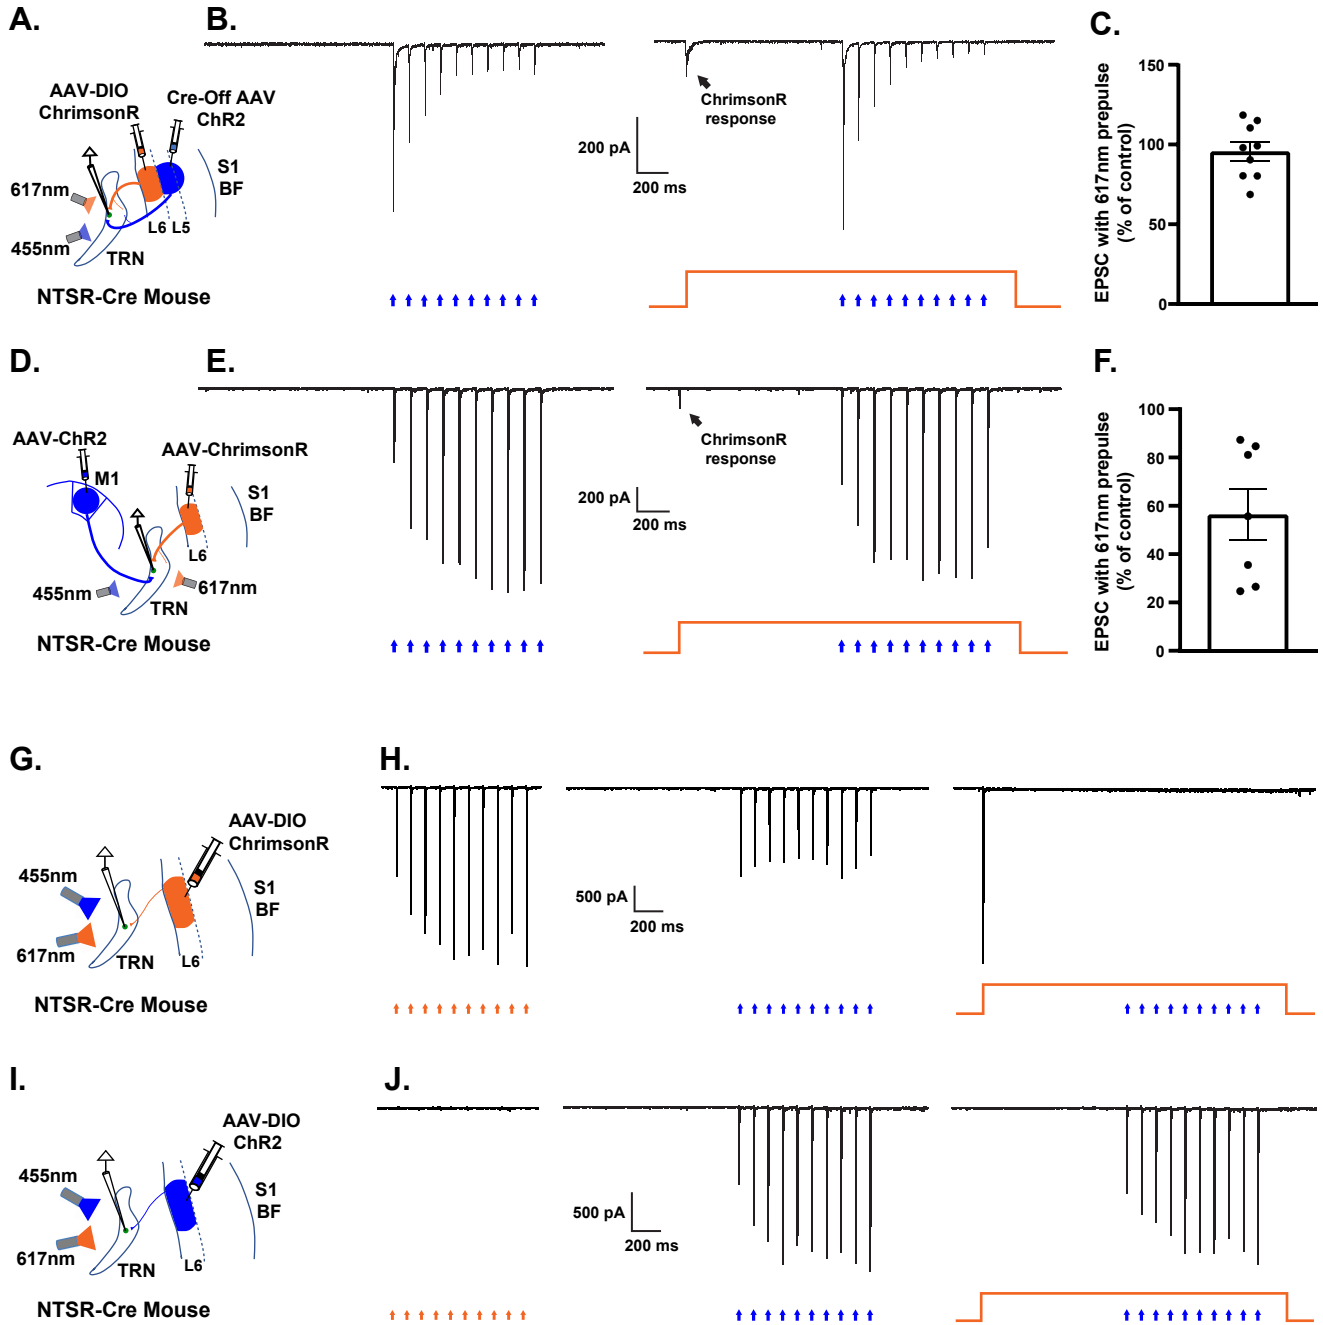 A.
AAV-DIO
ChrimsonR
Cre-Off AAV
ChR2
S1
BF
617nm
455nm
L6 L5
TRN
NTSR-Cre Mouse
B.
ChrimsonR
response
200 pA
200 ms
C.
EPSC with 617nm prepulse
(% of control)
150
100
50
0
D.
AAV-ChR2
M1
AAV-ChrimsonR
S1
BF
L6
455nm
617nm
TRN
NTSR-Cre Mouse
E.
ChrimsonR
response
200 pA
200 ms
F.
EPSC with 617nm prepulse
(% of control)
100
80
60
40
20
0
G.
AAV-DIO
ChrimsonR
455nm
S1
BF
617nm
TRN
L6
NTSR-Cre Mouse
H.
500 pA
200 ms
I.
AAV-DIO
ChR2
455nm
S1
BF
617nm
TRN
L6
NTSR-Cre Mouse
J.
500 pA
200 ms